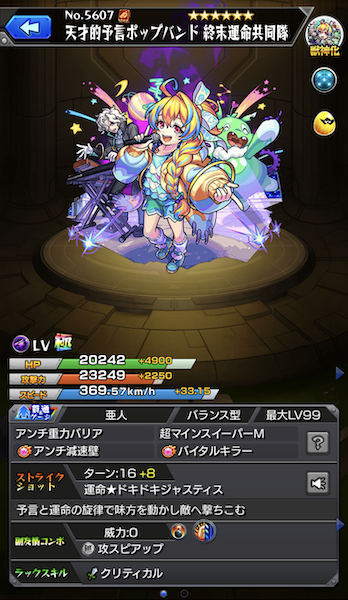 No.5607
天才的予言ポップバンド 終末運命共同隊
獣神化
LV 極
HP 20242 +4900
攻撃力 23249 +2250
スピード 369.57km/h +33.15
亜人 バランス型 最大LV99
アンチ重力バリア 超マインスイーパーM
アンチ減速壁 バイタルキラー
ストライクショット ターン:16 +8
運命★ドキドキジャスティス
予言と運命の旋律で味方を動かし敵へ撃ちこむ
副友情コンボ 威力:0
攻スピアップ
ラックスキル クリティカル